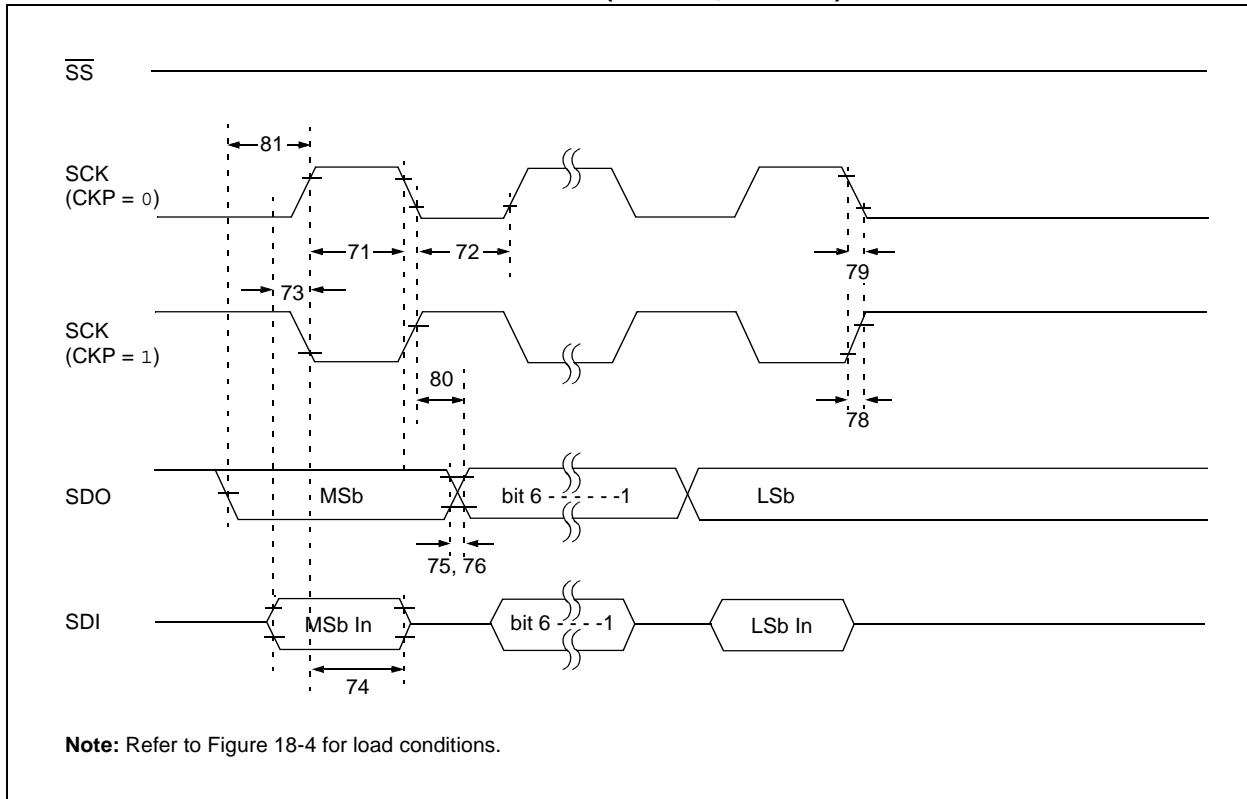 SS
81
SCK
(CKP = 0)
71
72
79
73
SCK
(CKP = 1)
80
78
SDO
MSb
bit 6 - - - - - - -1
LSb
75, 76
SDI
MSb In
bit 6 - - - - -1
LSb In
74
Note: Refer to Figure 18-4 for load conditions.